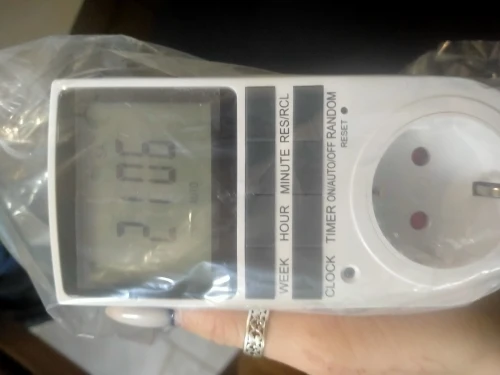 21:06
WEEK HOUR MINUTE RES/RCL
CLOCK TIMER ON/AUTO/OFF RANDOM
RESET